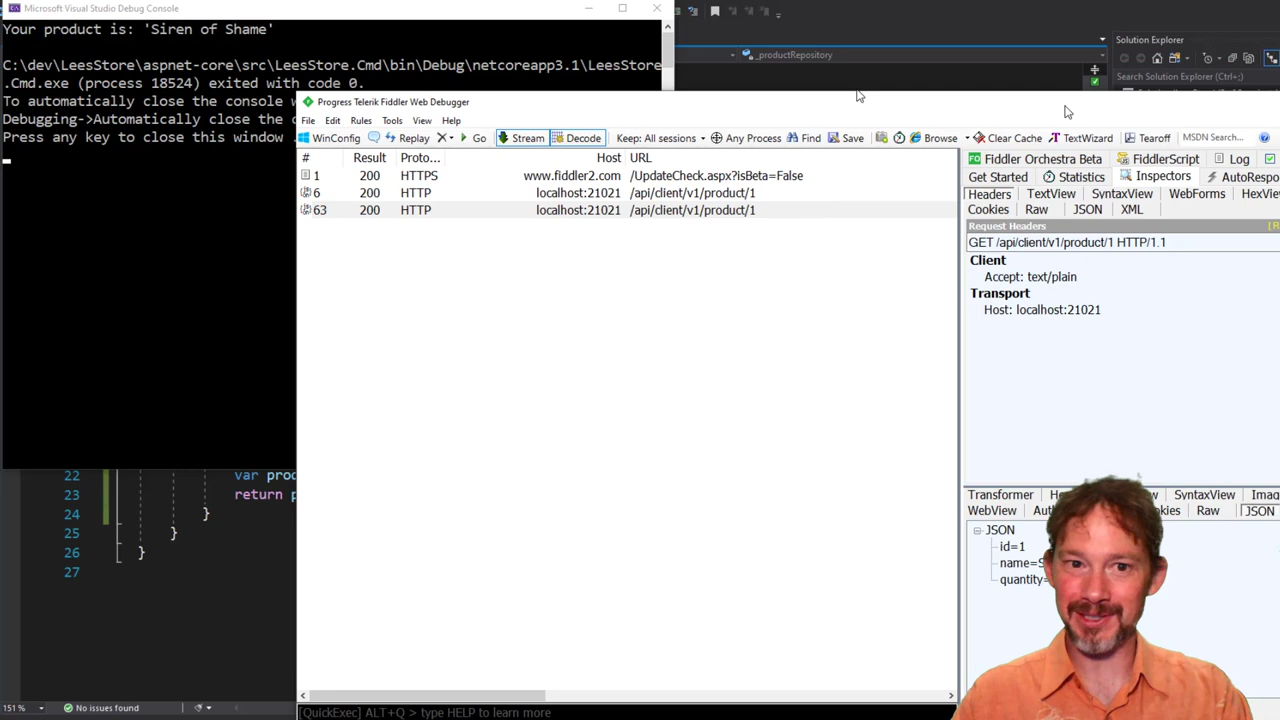 Microsoft Visual Studio Debug Console
Your product is: 'Siren of Shame'
C:\dev\LeesStore\aspnet-core\src\LeesStore.Cmd\bin\Debug\netcoreapp3.1\LeesStore
.Cmd.exe (process 18524) exited with code 0.
To automatically close the console w
Debugging->Automatically close the c
Press any key to close this window
_productRepository
Solution Explorer
Search Solution Explorer (Ctrl+;)
Progress Telerik Fiddler Web Debugger
File Edit Rules Tools View Help
WinConfig Replay Go Stream Decode Keep: All sessions Any Process Find Save Browse Clear Cache TextWizard Tearoff MSDN Search...
# Result Proto... Host URL
1 200 HTTPS www.fiddler2.com /UpdateCheck.aspx?isBeta=False
6 200 HTTP localhost:21021 /api/client/v1/product/1
63 200 HTTP localhost:21021 /api/client/v1/product/1
Fiddler Orchestra Beta FiddlerScript Log
Get Started Statistics Inspectors AutoRespo
Headers TextView SyntaxView WebForms HexVie
Cookies Raw JSON XML
Request Headers
GET /api/client/v1/product/1 HTTP/1.1
Client
Accept: text/plain
Transport
Host: localhost:21021
Transformer SyntaxView Imag
WebView Raw JSON
JSON
id=1
name=S
quantity=
22 var proc
23 return p
24 }
25 }
26 }
27
151 % No issues found
[QuickExec] ALT+Q > type HELP to learn more